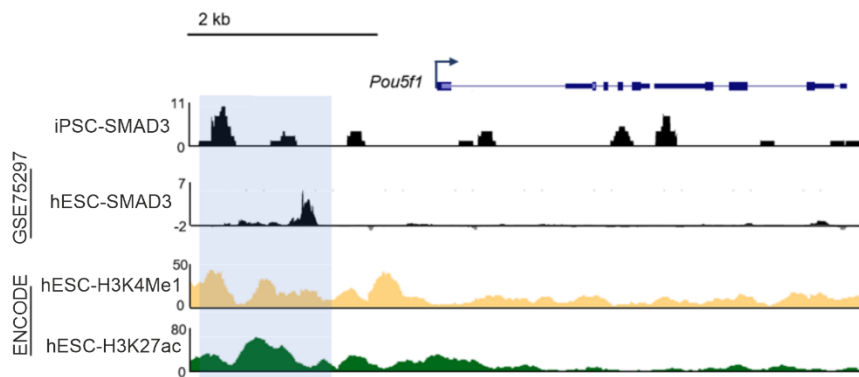 2 kb
Pou5f1
iPSC-SMAD3
11
0
GSE75297
hESC-SMAD3
7
-2
ENCODE
hESC-H3K4Me1
50
0
hESC-H3K27ac
80
0